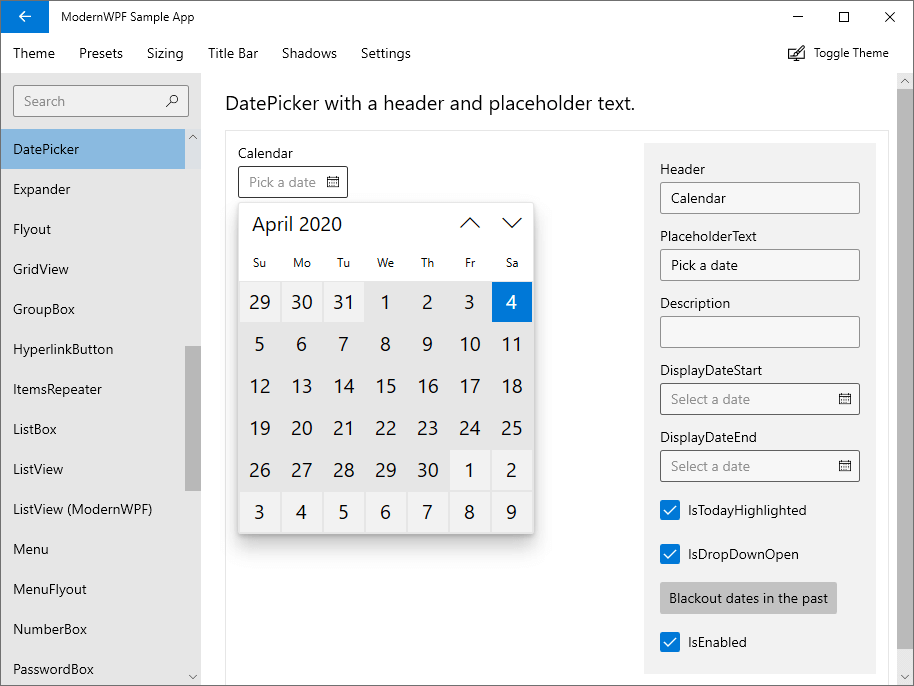 ModernWPF Sample App
Theme Presets Sizing Title Bar Shadows Settings Toggle Theme
Search
DatePicker
Expander
Flyout
GridView
GroupBox
HyperlinkButton
ItemsRepeater
ListBox
ListView
ListView (ModernWPF)
Menu
MenuFlyout
NumberBox
PasswordBox
DatePicker with a header and placeholder text.
Calendar
Pick a date
April 2020
Su Mo Tu We Th Fr Sa
29 30 31 1 2 3 4
5 6 7 8 9 10 11
12 13 14 15 16 17 18
19 20 21 22 23 24 25
26 27 28 29 30 1 2
3 4 5 6 7 8 9
Header
Calendar
PlaceholderText
Pick a date
Description
DisplayDateStart
Select a date
DisplayDateEnd
Select a date
IsTodayHighlighted
IsDropDownOpen
Blackout dates in the past
IsEnabled